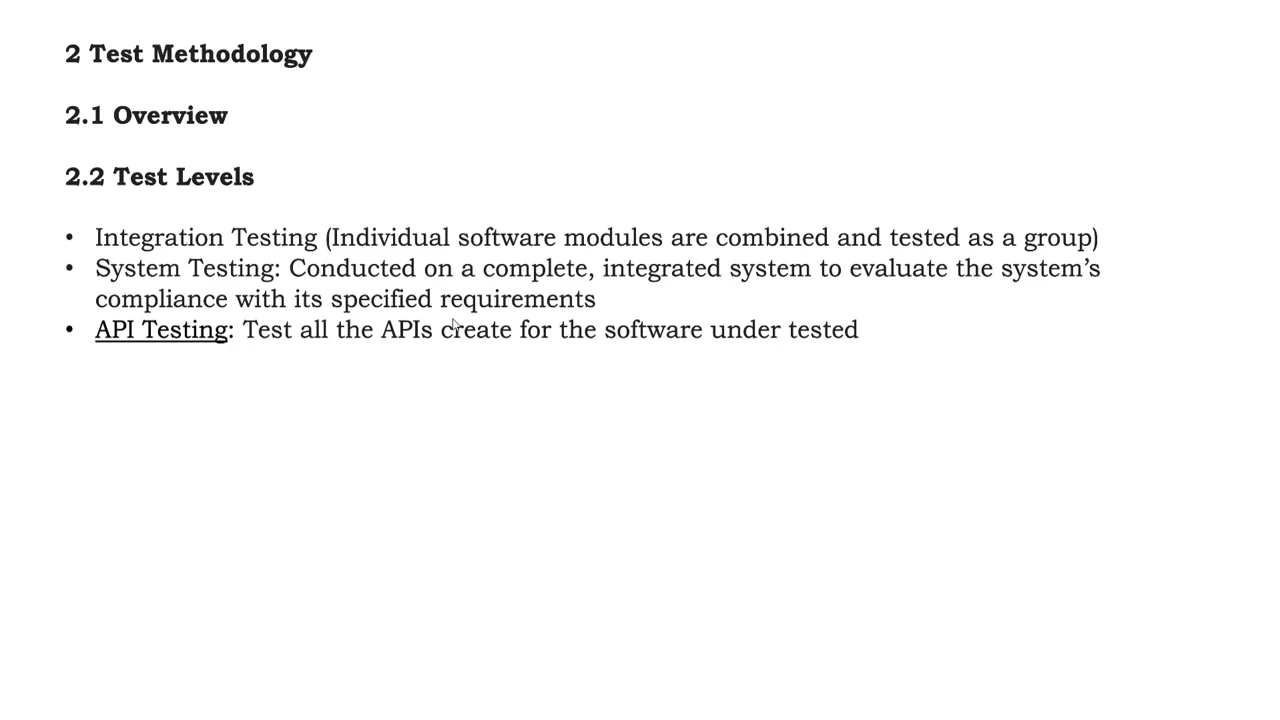 2 Test Methodology
2.1 Overview
2.2 Test Levels
• Integration Testing (Individual software modules are combined and tested as a group)
• System Testing: Conducted on a complete, integrated system to evaluate the system’s
compliance with its specified requirements
• API Testing: Test all the APIs create for the software under tested